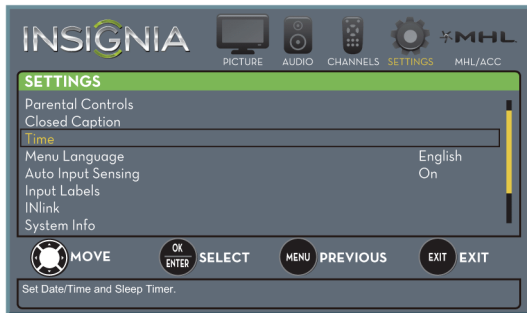 INSIGNIA
PICTURE AUDIO CHANNELS SETTINGS MHL MHL/ACC
SETTINGS
Parental Controls
Closed Caption
Time
Menu Language English
Auto Input Sensing On
Input Labels
INlink
System Info
MOVE OK ENTER SELECT MENU PREVIOUS EXIT EXIT
Set Date/Time and Sleep Timer.